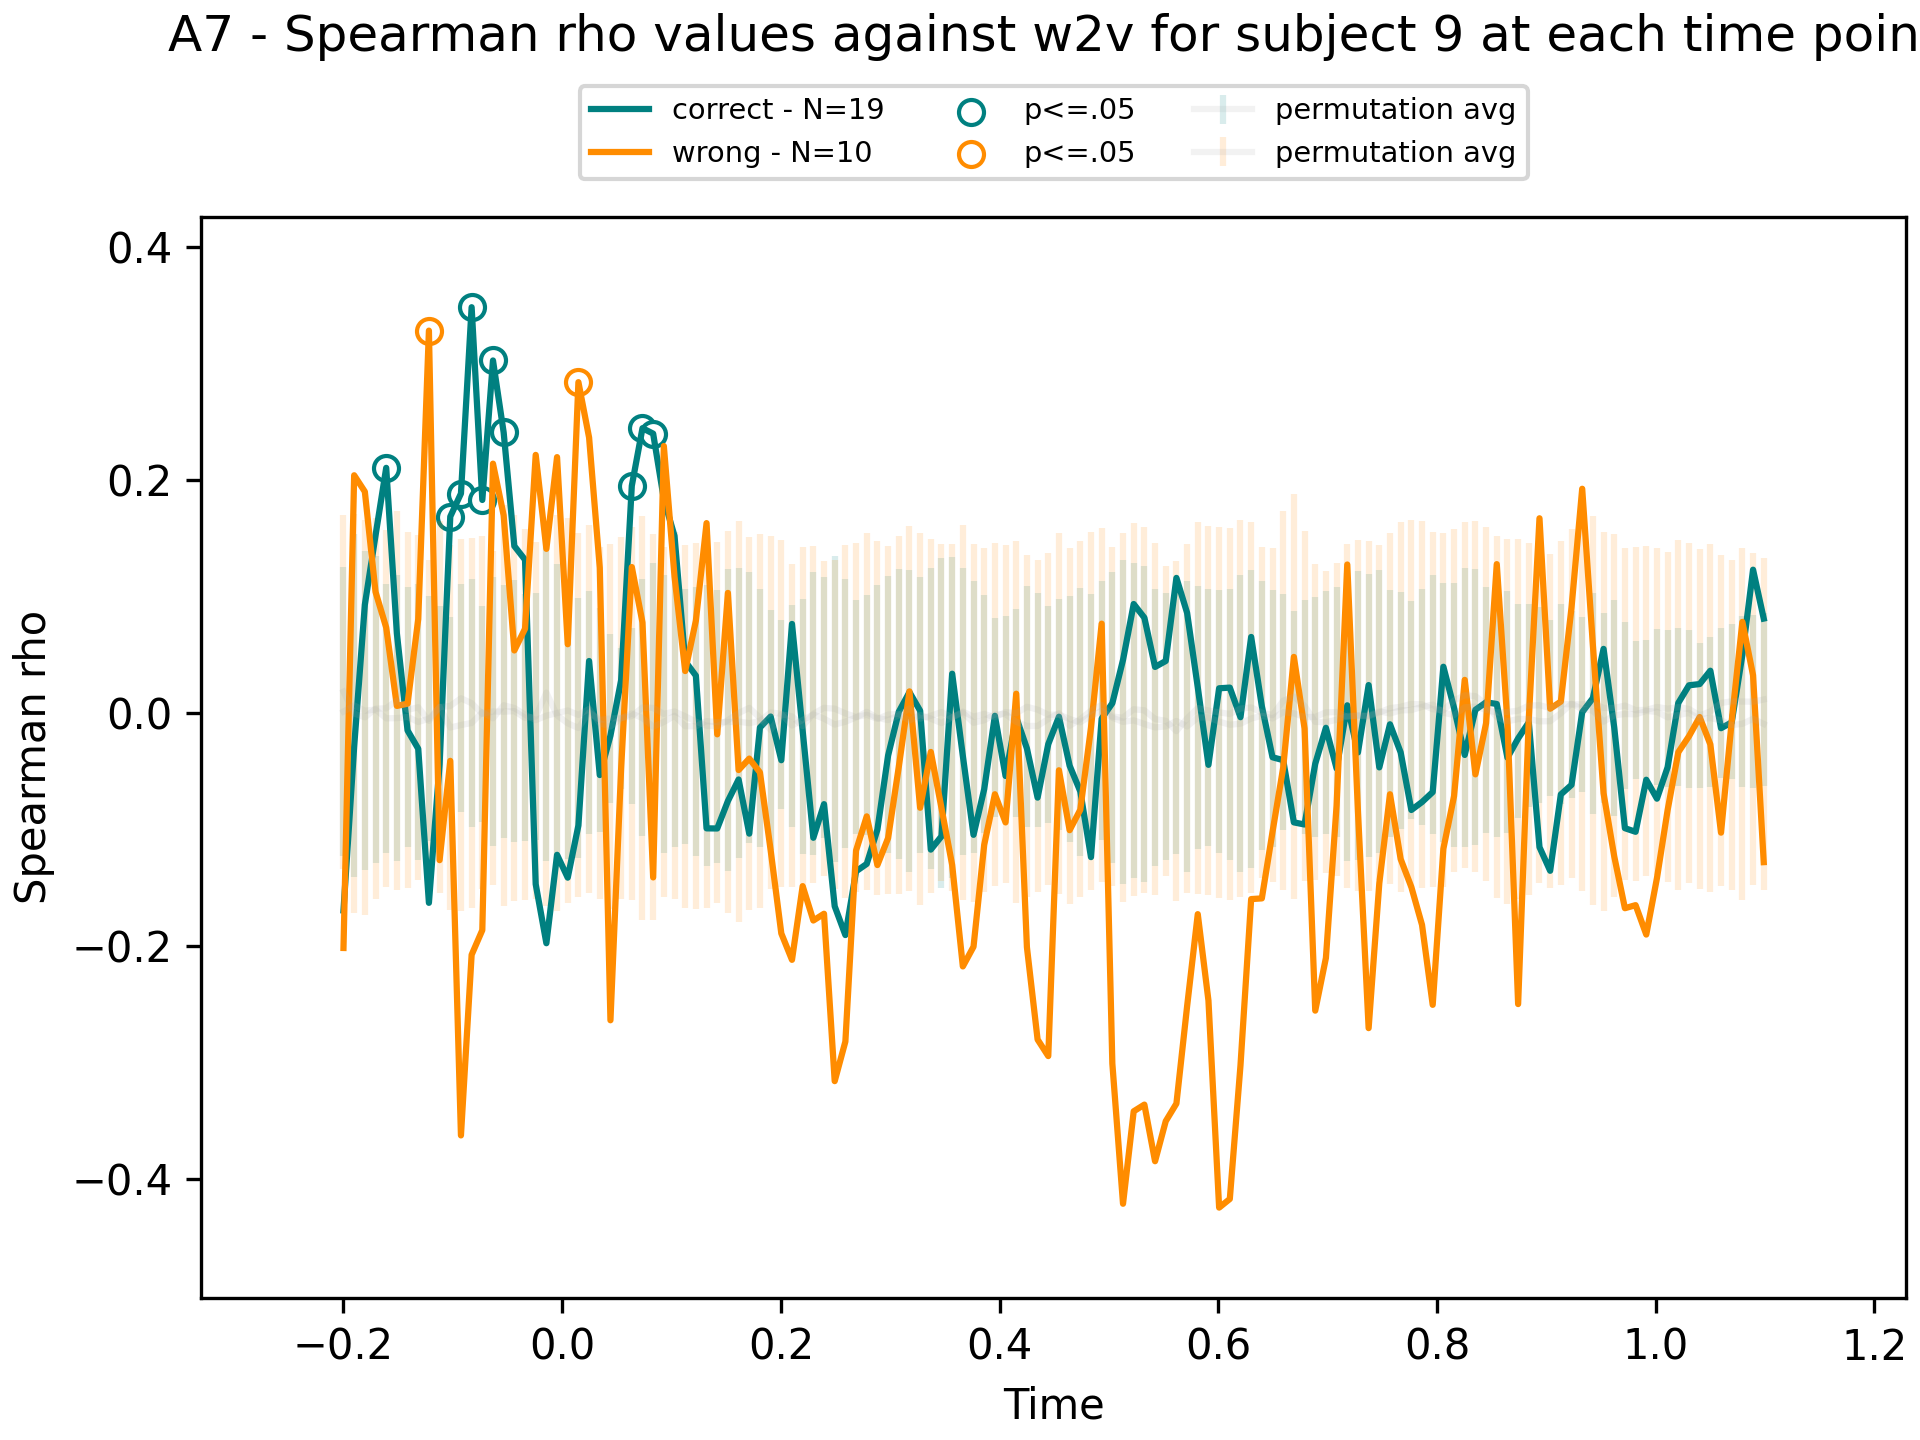 A7 - Spearman rho values against w2v for subject 9 at each time poin
correct - N=19
wrong - N=10
p<=.05
p<=.05
permutation avg
permutation avg
Spearman rho
0.4
0.2
0.0
−0.2
−0.4
−0.2 0.0 0.2 0.4 0.6 0.8 1.0 1.2
Time